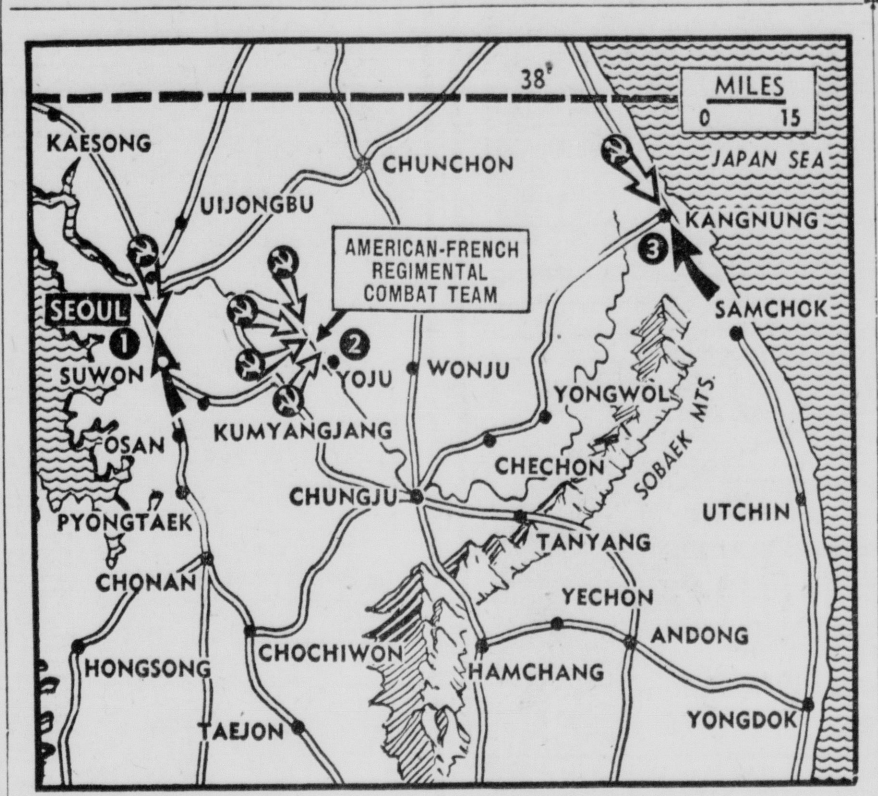 38°
MILES
0 15
KAESONG
JAPAN SEA
CHUNCHON
UIJONGBU
KANGNUNG
AMERICAN-FRENCH
REGIMENTAL
COMBAT TEAM
3
SEOUL
1
SAMCHOK
2
SUWON
YOJU
WONJU
YONGWOL
KUMYANGJANG
OSAN
CHECHON
SOBAEK MTS.
CHUNGJU
PYONGTAEK
UTCHIN
TANYANG
CHONAN
YECHON
ANDONG
HONGSONG
CHOCHIWON
HAMCHANG
YONGDOK
TAEJON